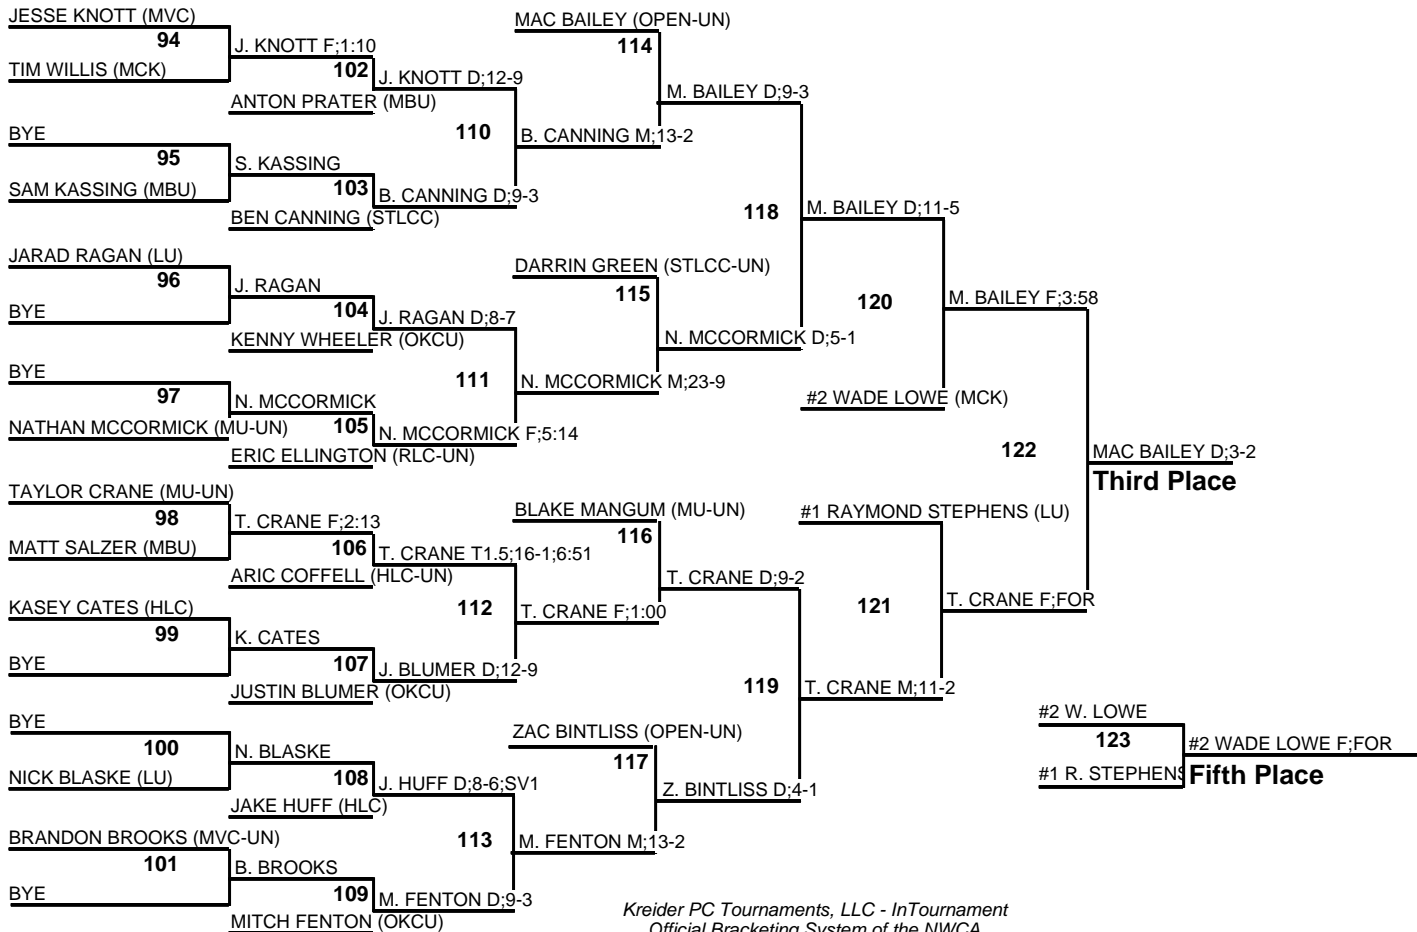 JESSE KNOTT (MVC)
94
TIM WILLIS (MCK)
J. KNOTT F;1:10
102
ANTON PRATER (MBU)
J. KNOTT D;12-9
BYE
95
SAM KASSING (MBU)
S. KASSING
103
BEN CANNING (STLCC)
B. CANNING D;9-3
110
B. CANNING M;13-2
MAC BAILEY (OPEN-UN)
114
M. BAILEY D;9-3
JARAD RAGAN (LU)
96
BYE
J. RAGAN
104
KENNY WHEELER (OKCU)
J. RAGAN D;8-7
BYE
97
NATHAN MCCORMICK (MU-UN)
N. MCCORMICK
105
ERIC ELLINGTON (RLC-UN)
N. MCCORMICK F;5:14
111
N. MCCORMICK M;23-9
DARRIN GREEN (STLCC-UN)
115
N. MCCORMICK D;5-1
118
M. BAILEY D;11-5
120
#2 WADE LOWE (MCK)
M. BAILEY F;3:58
TAYLOR CRANE (MU-UN)
98
MATT SALZER (MBU)
T. CRANE F;2:13
106
ARIC COFFELL (HLC-UN)
T. CRANE T1.5;16-1;6:51
KASEY CATES (HLC)
99
BYE
K. CATES
107
JUSTIN BLUMER (OKCU)
J. BLUMER D;12-9
112
T. CRANE F;1:00
BLAKE MANGUM (MU-UN)
116
T. CRANE D;9-2
BYE
100
NICK BLASKE (LU)
N. BLASKE
108
JAKE HUFF (HLC)
J. HUFF D;8-6;SV1
BRANDON BROOKS (MVC-UN)
101
BYE
B. BROOKS
109
MITCH FENTON (OKCU)
M. FENTON D;9-3
113
M. FENTON M;13-2
ZAC BINTLISS (OPEN-UN)
117
Z. BINTLISS D;4-1
119
T. CRANE M;11-2
#1 RAYMOND STEPHENS (LU)
121
T. CRANE F;FOR
122
MAC BAILEY D;3-2
Third Place
#2 W. LOWE
123
#1 R. STEPHENS
#2 WADE LOWE F;FOR
Fifth Place
Kreider PC Tournaments, LLC - InTournament
Official Bracketing System of the NWCA